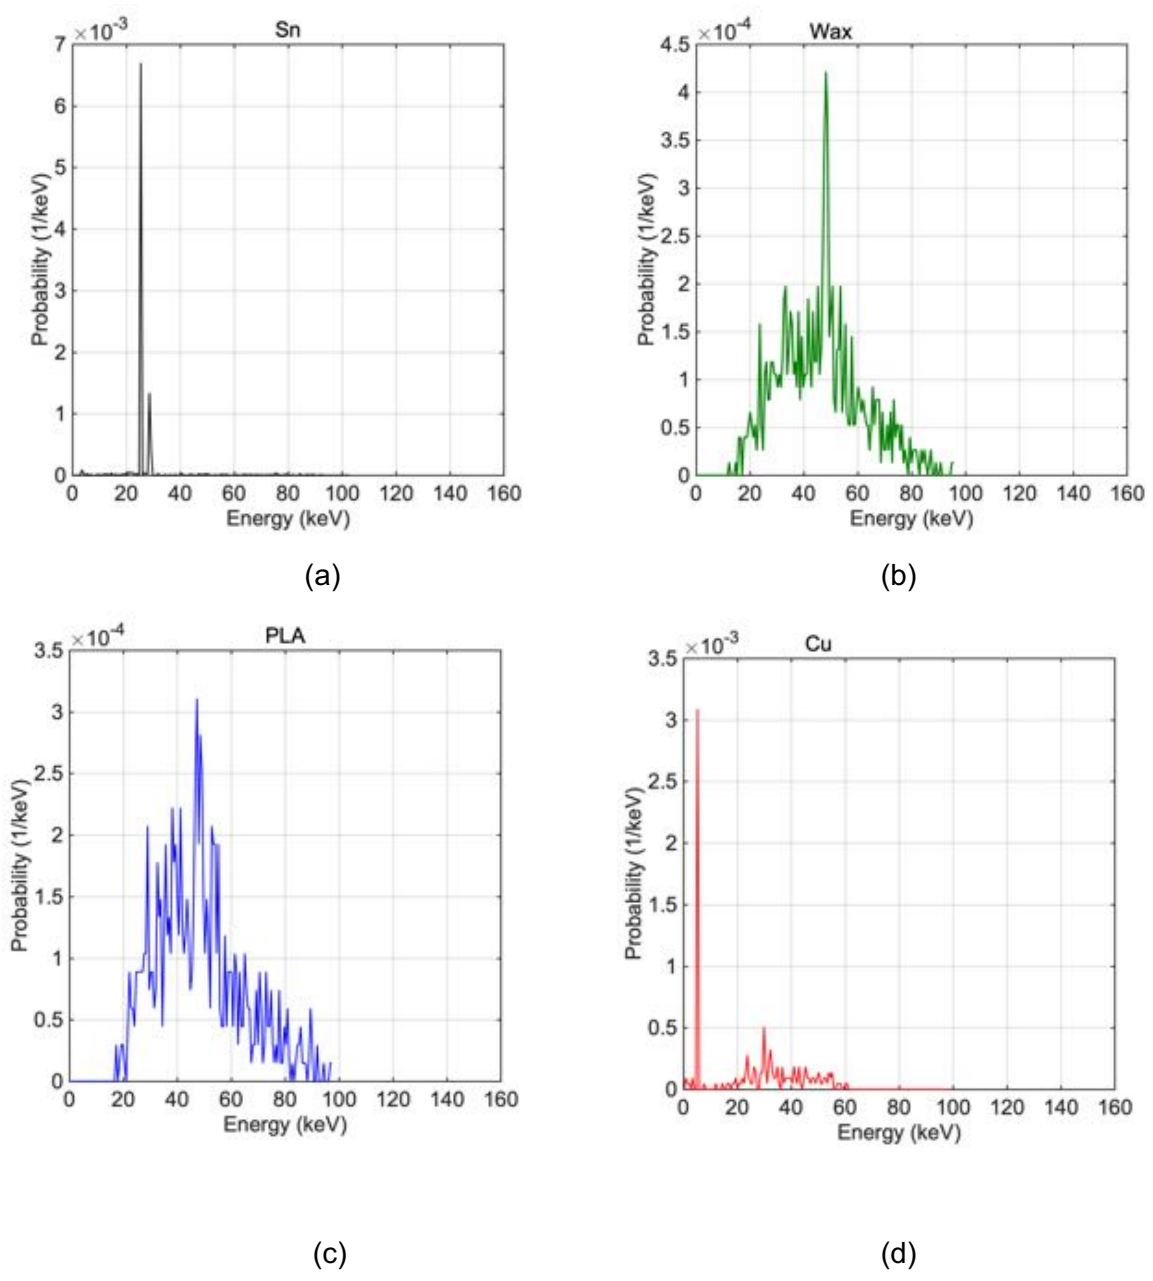 Sn
×10-3
Probability (1/keV)
7
6
5
4
3
2
1
0
0 20 40 60 80 100 120 140 160
Energy (keV)
(a)
Wax
×10-4
Probability (1/keV)
4.5
4
3.5
3
2.5
2
1.5
1
0.5
0
0 20 40 60 80 100 120 140 160
Energy (keV)
(b)
PLA
×10-4
Probability (1/keV)
3.5
3
2.5
2
1.5
1
0.5
0
0 20 40 60 80 100 120 140 160
Energy (keV)
(c)
Cu
×10-3
Probability (1/keV)
3.5
3
2.5
2
1.5
1
0.5
0
0 20 40 60 80 100 120 140 160
Energy (keV)
(d)